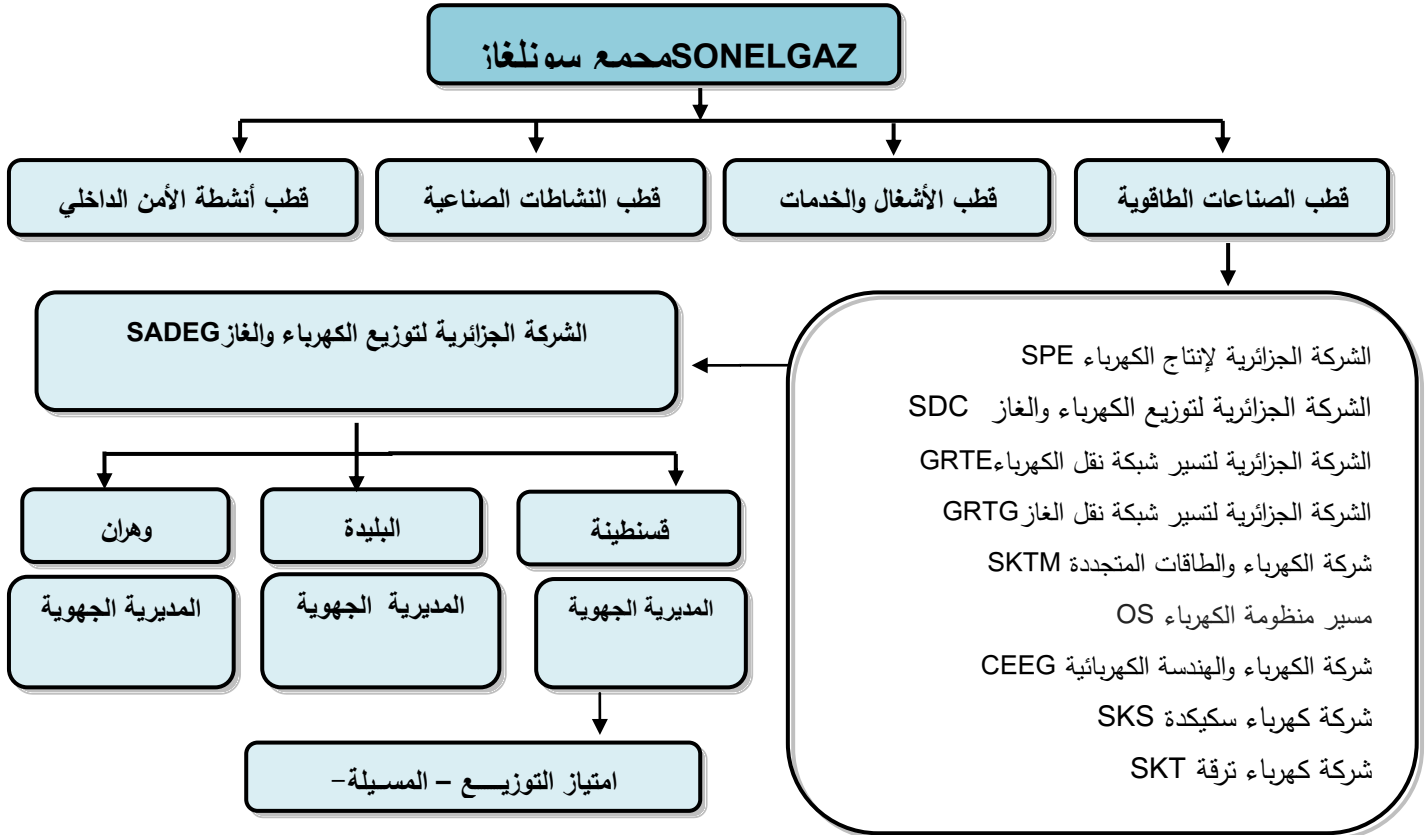 محمع سونلغاز SONELGAZ
قطب الصناعات الطاقوية
قطب الأشغال والخدمات
قطب النشاطات الصناعية
قطب أنشطة الأمن الداخلي
الشركة الجزائرية لإنتاج الكهرباء SPE
الشركة الجزائرية لتوزيع الكهرباء والغاز SDC
الشركة الجزائرية لتسير شبكة نقل الكهرباءGRTE
الشركة الجزائرية لتسير شبكة نقل الغازGRTG
شركة الكهرباء والطاقات المتجددة SKTM
مسير منظومة الكهرباء OS
شركة الكهرباء والهندسة الكهربائية CEEG
شركة كهرباء سكيكدة SKS
شركة كهرباء ترقة SKT
الشركة الجزائرية لتوزيع الكهرباء والغازSADEG
قسنطينة
البليدة
وهران
المديرية الجهوية
المديرية الجهوية
المديرية الجهوية
امتياز التوزيـــع – المسـيلة-